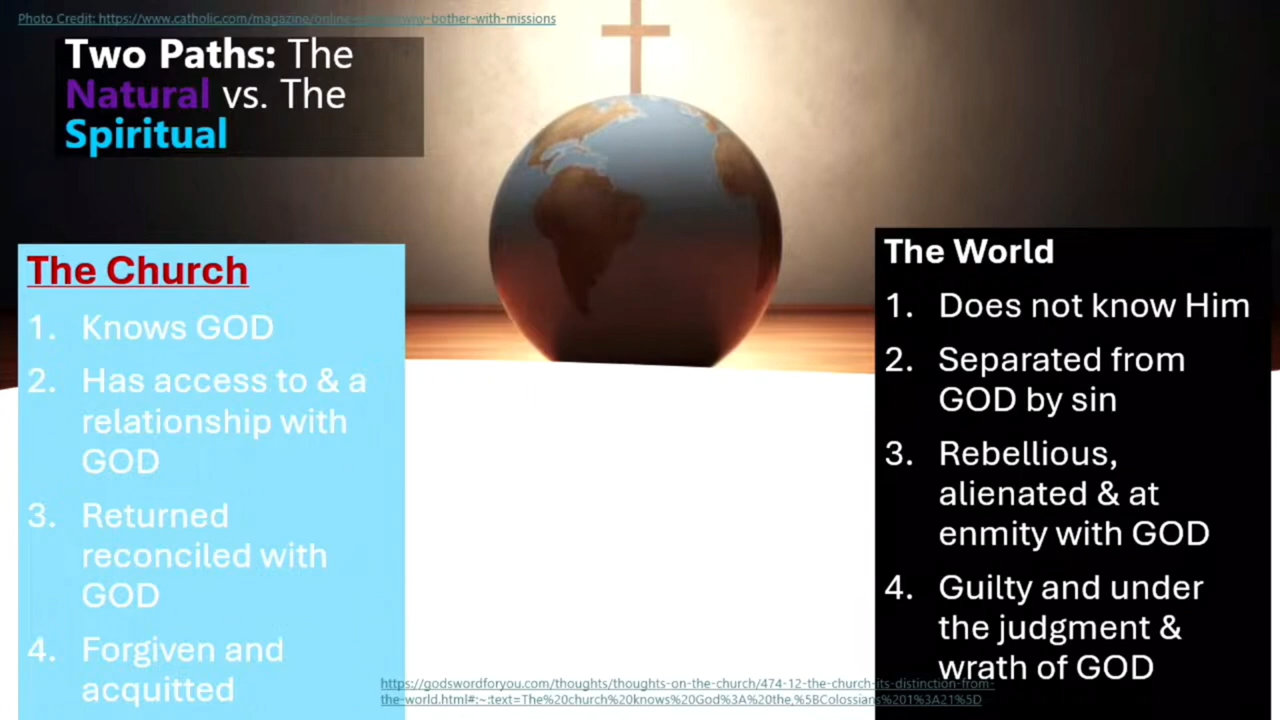 Photo Credit: https://www.catholic.com/magazine/online- -why-bother-with-missions
Two Paths: The
Natural vs. The
Spiritual
The Church
1. Knows GOD
2. Has access to & a
relationship with
GOD
3. Returned
reconciled with
GOD
4. Forgiven and
acquitted
The World
1. Does not know Him
2. Separated from
GOD by sin
3. Rebellious,
alienated & at
enmity with GOD
4. Guilty and under
the judgment &
wrath of GOD
https://godswordforyou.com/thoughts/thoughts-on-the-church/474-12-the-church-its-distinction-from-
the-world.html#:~:text=The%20church%20knows%20God%3A%20the,%5BColossians%201%3A21%5D